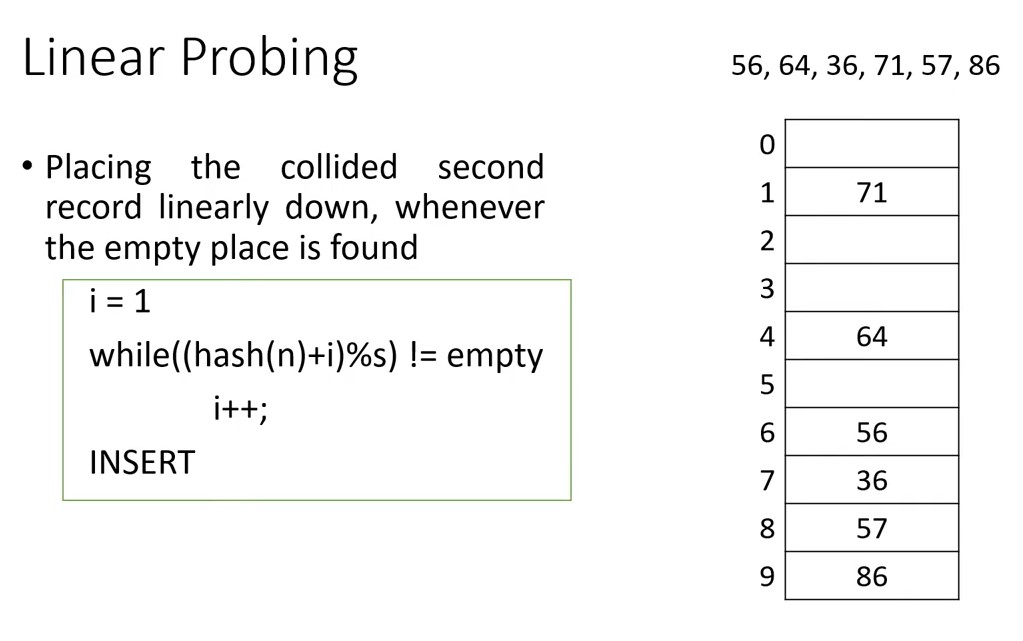 Linear Probing
56, 64, 36, 71, 57, 86
• Placing the collided second
record linearly down, whenever
the empty place is found
i = 1
while((hash(n)+i)%s) != empty
i++;
INSERT
0
1 71
2
3
4 64
5
6 56
7 36
8 57
9 86